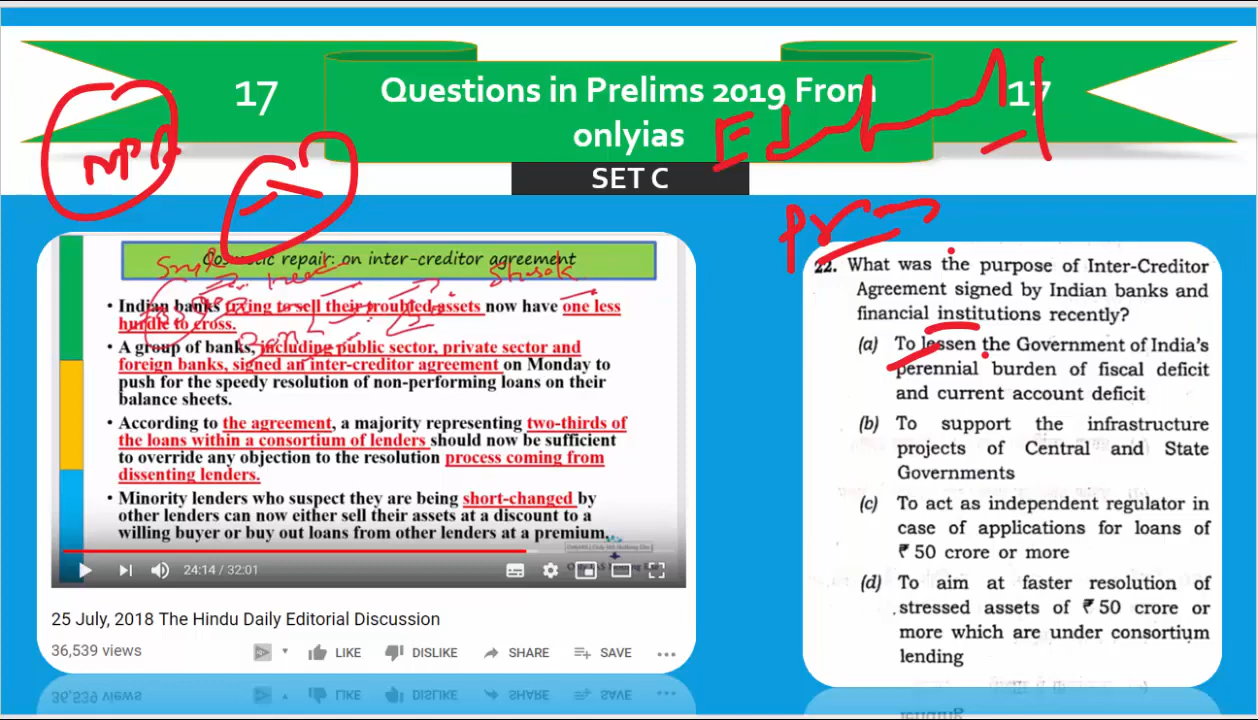 17
Questions in Prelims 2019 From
onlyias
17
SET C
NPA
Cosmetic repair: on inter-creditor agreement
• Indian banks trying to sell their troubled assets now have one less
hurdle to cross.
• A group of banks, including public sector, private sector and
foreign banks, signed an inter-creditor agreement on Monday to
push for the speedy resolution of non-performing loans on their
balance sheets.
• According to the agreement, a majority representing two-thirds of
the loans within a consortium of lenders should now be sufficient
to override any objection to the resolution process coming from
dissenting lenders.
• Minority lenders who suspect they are being short-changed by
other lenders can now either sell their assets at a discount to a
willing buyer or buy out loans from other lenders at a premium,
24:14 / 32:01
25 July, 2018 The Hindu Daily Editorial Discussion
36,539 views
LIKE
DISLIKE
SHARE
SAVE
Pre
22. What was the purpose of Inter-Creditor
Agreement signed by Indian banks and
financial institutions recently?
(a) To lessen the Government of India's
perennial burden of fiscal deficit
and current account deficit
(b) To support the infrastructure
projects of Central and State
Governments
(c) To act as independent regulator in
case of applications for loans of
₹ 50 crore or more
(d) To aim at faster resolution of
stressed assets of ₹ 50 crore or
more which are under consortium
lending